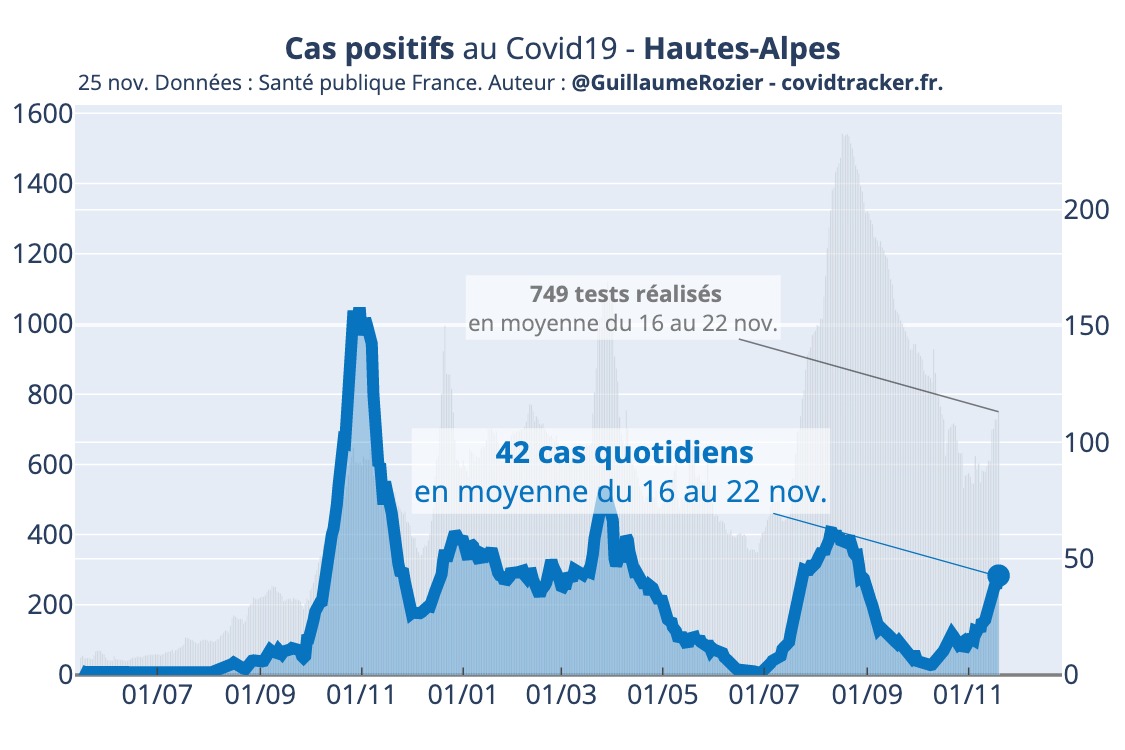 Cas positifs au Covid19 - Hautes-Alpes
25 nov. Données : Santé publique France. Auteur : @GuillaumeRozier - covidtracker.fr.
1600
1400
200
1200
749 tests réalisés
en moyenne du 16 au 22 nov.
1000
150
800
100
42 cas quotidiens
600
en moyenne du 16 au 22 nov.
400
50
200
0
0
01/07 01/09 01/11 01/01 01/03 01/05 01/07 01/09 01/11